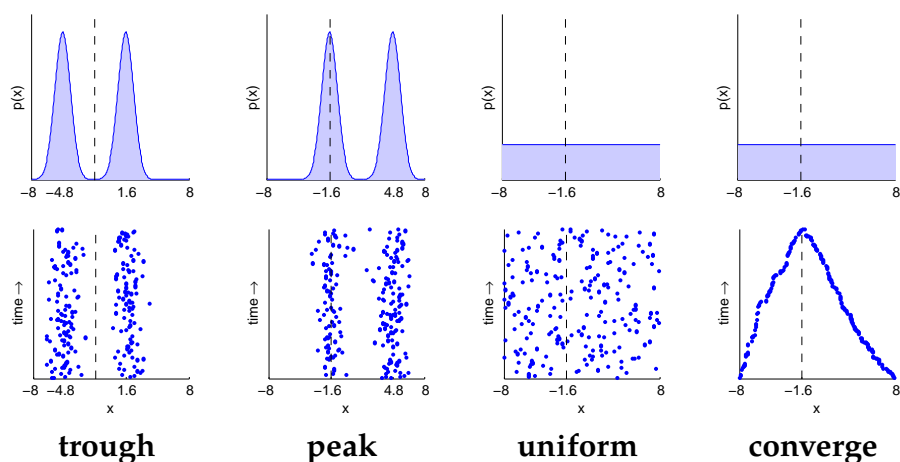 p(x) p(x) p(x) p(x)
−8 −4.8 1.6 8 −8 −1.6 4.8 8 −8 −1.6 8 −8 −1.6 8
time → time → time → time →
−8 −4.8 1.6 8 −8 −1.6 4.8 8 −8 −1.6 8 −8 −1.6 8
x x x x
trough peak uniform converge